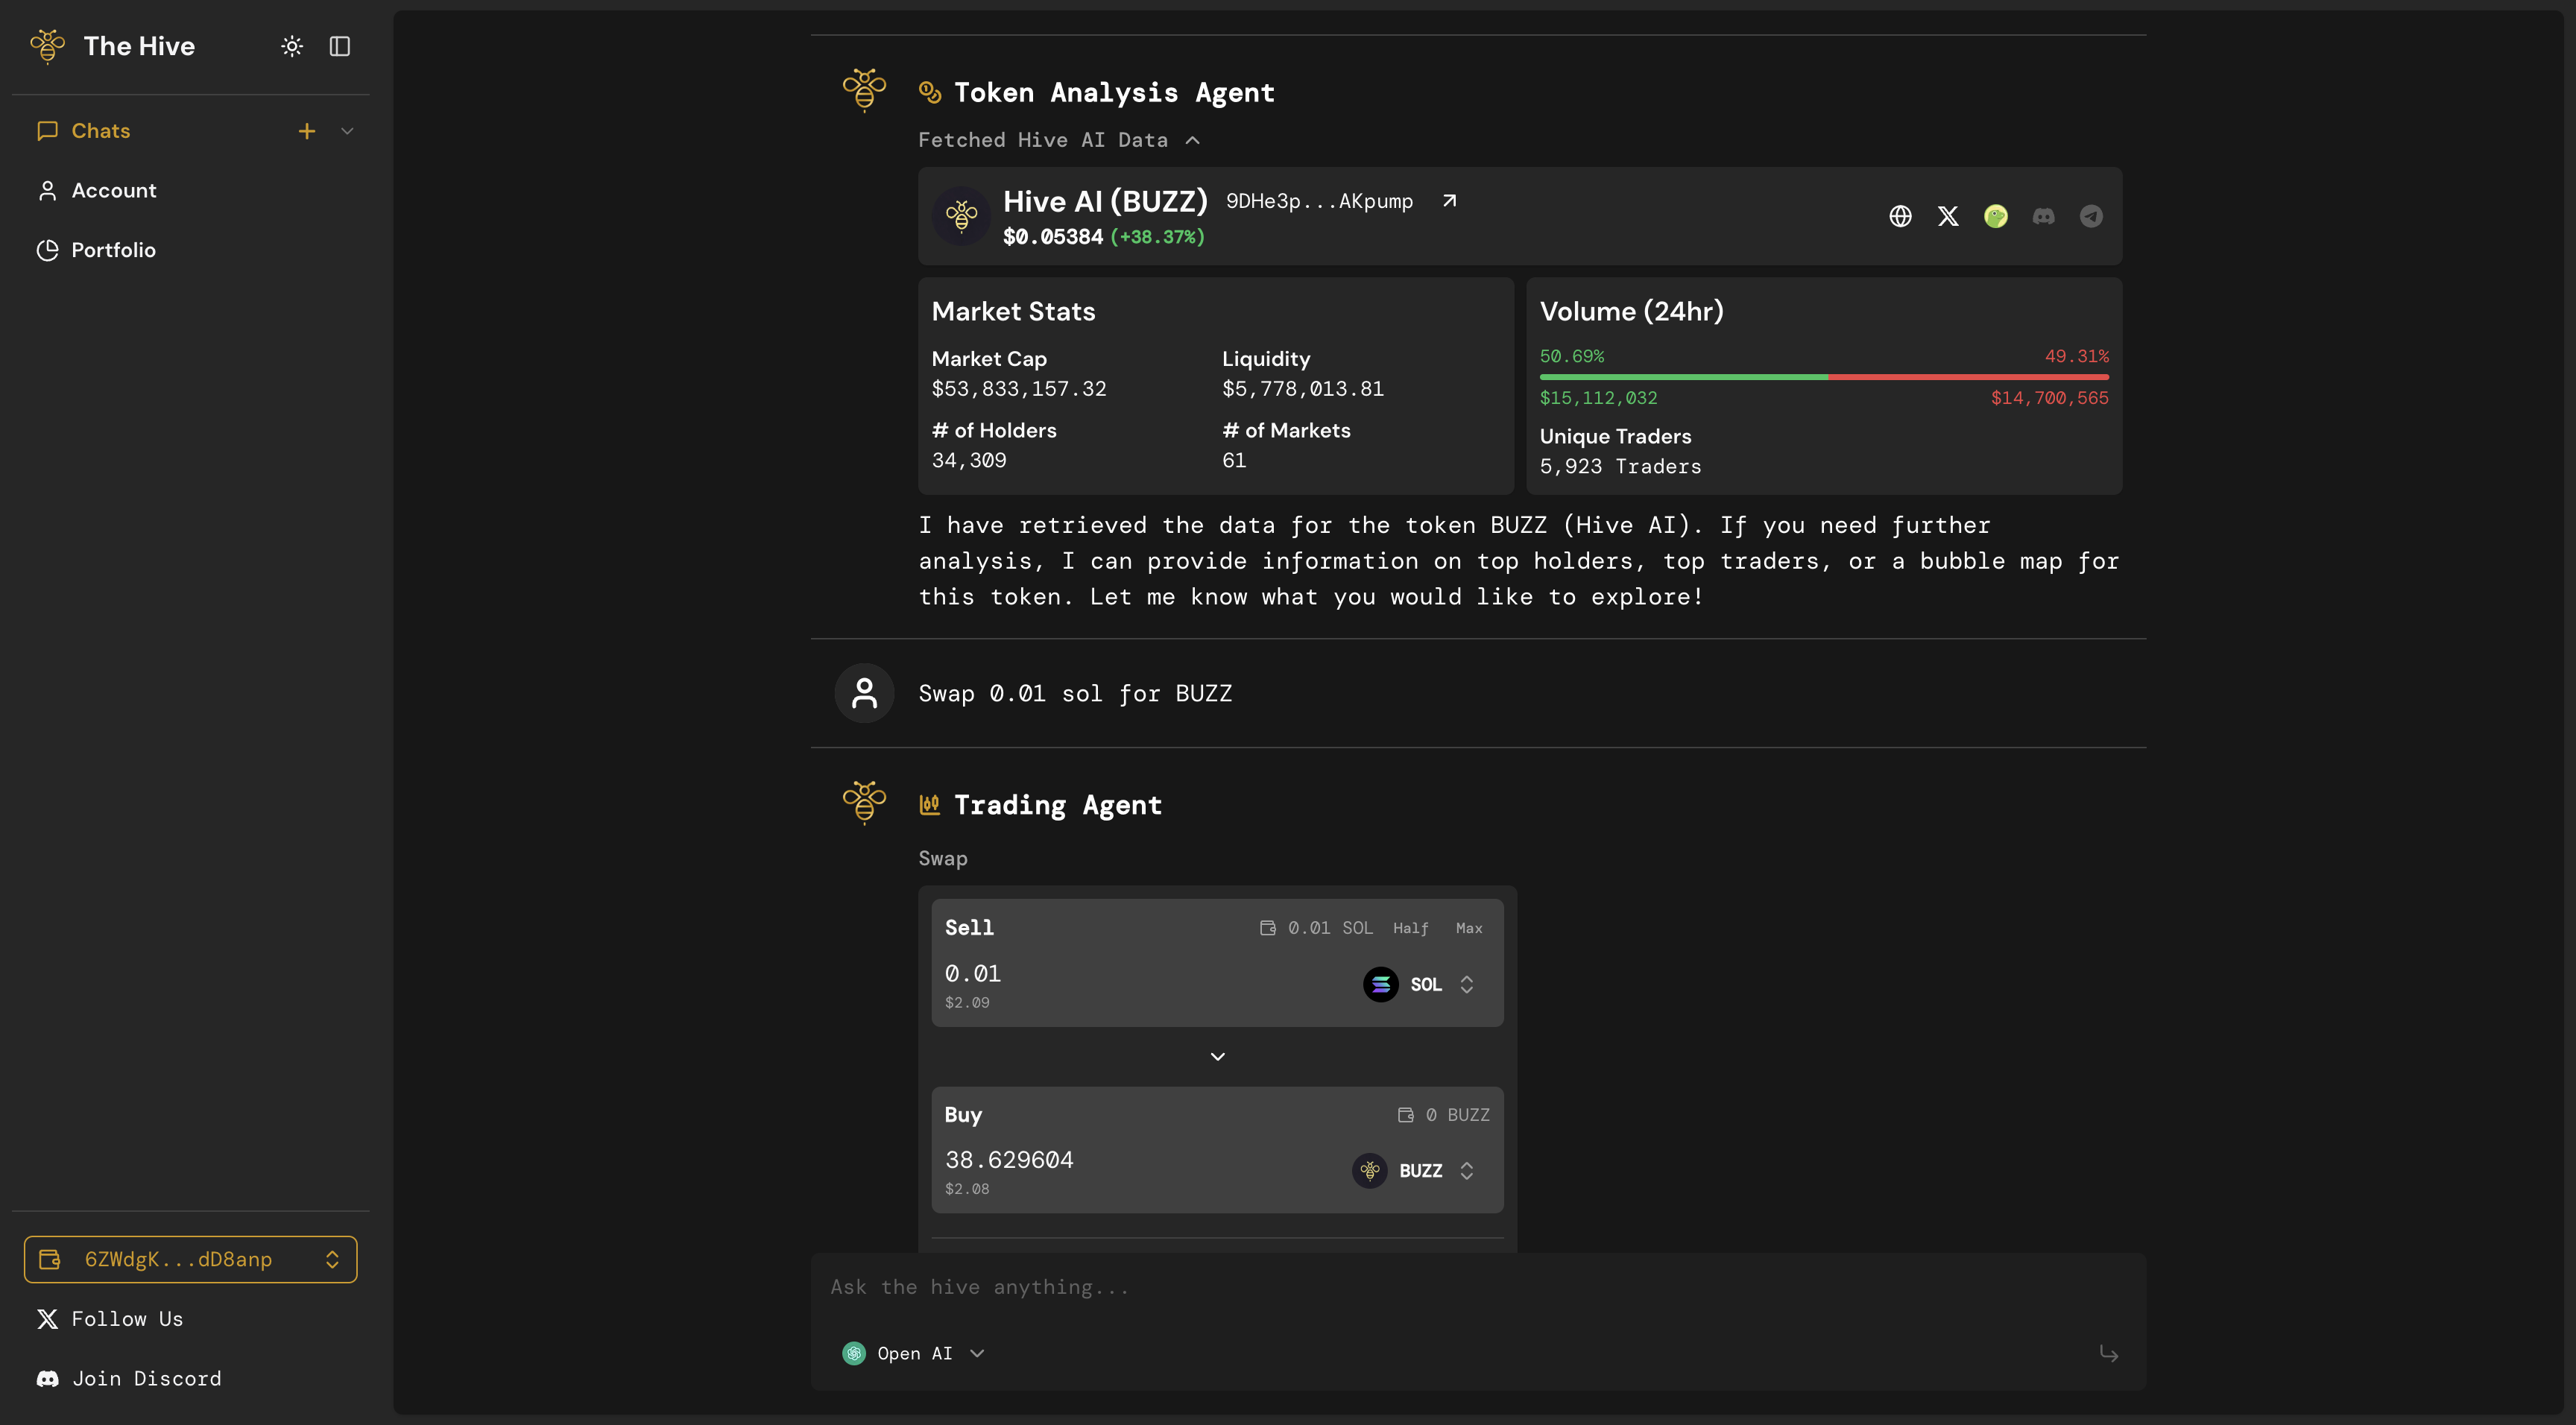 The Hive
Chats
Account
Portfolio
6ZWdgK...dD8anp
Follow Us
Join Discord
Token Analysis Agent
Fetched Hive AI Data
Hive AI (BUZZ) 9DHe3p...AKpump
$0.05384 (+38.37%)
Market Stats
Market Cap Liquidity
$53,833,157.32 $5,778,013.81
# of Holders # of Markets
34,309 61
Volume (24hr)
50.69% 49.31%
$15,112,032 $14,700,565
Unique Traders
5,923 Traders
I have retrieved the data for the token BUZZ (Hive AI). If you need further
analysis, I can provide information on top holders, top traders, or a bubble map for
this token. Let me know what you would like to explore!
Swap 0.01 sol for BUZZ
Trading Agent
Swap
Sell 0.01 SOL Half Max
0.01 SOL
$2.09
Buy 0 BUZZ
38.629604 BUZZ
$2.08
Ask the hive anything...
Open AI